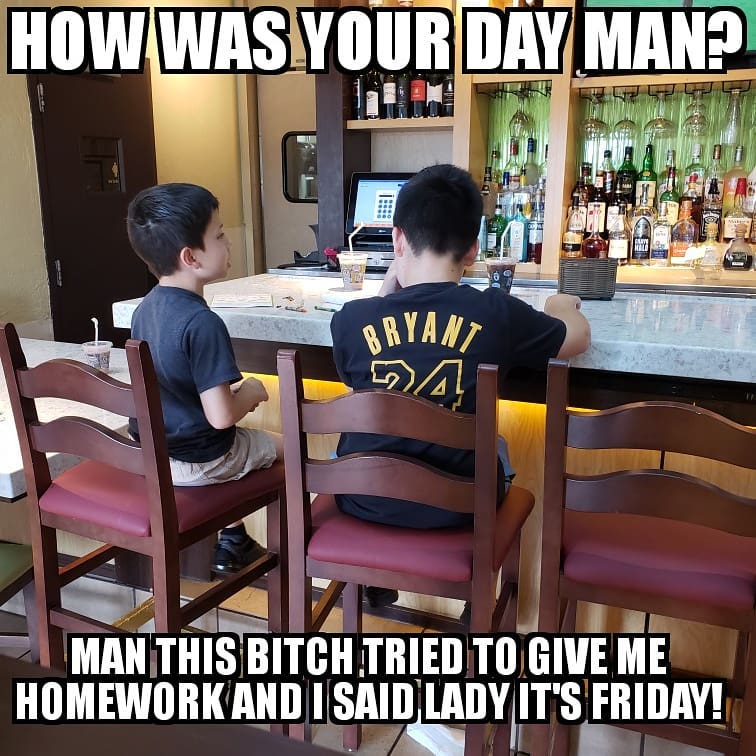 HOW WAS YOUR DAY MAN?
BRYANT
24
MAN THIS BITCH TRIED TO GIVE ME
HOMEWORK AND I SAID LADY IT'S FRIDAY!